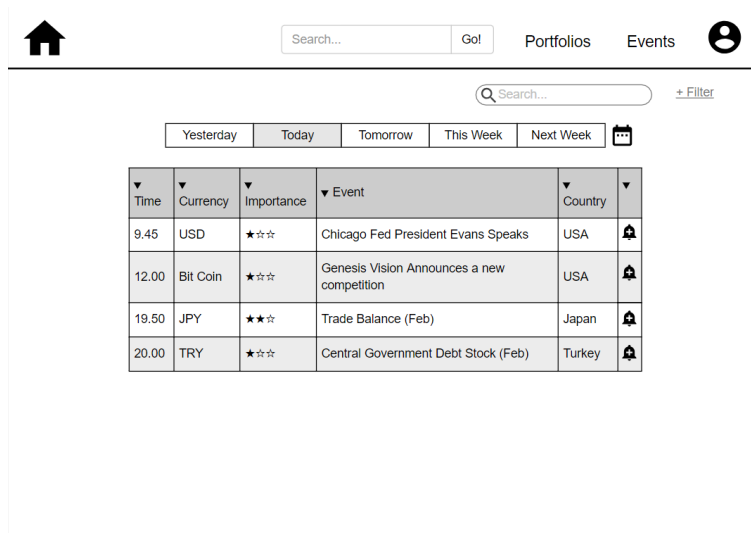 Search... Go! Portfolios Events
Search... + Filter
Yesterday Today Tomorrow This Week Next Week
▼ Time ▼ Currency ▼ Importance ▼ Event ▼ Country ▼
9.45 USD ★☆☆ Chicago Fed President Evans Speaks USA
12.00 Bit Coin ★☆☆ Genesis Vision Announces a new competition USA
19.50 JPY ★★☆ Trade Balance (Feb) Japan
20.00 TRY ★☆☆ Central Government Debt Stock (Feb) Turkey